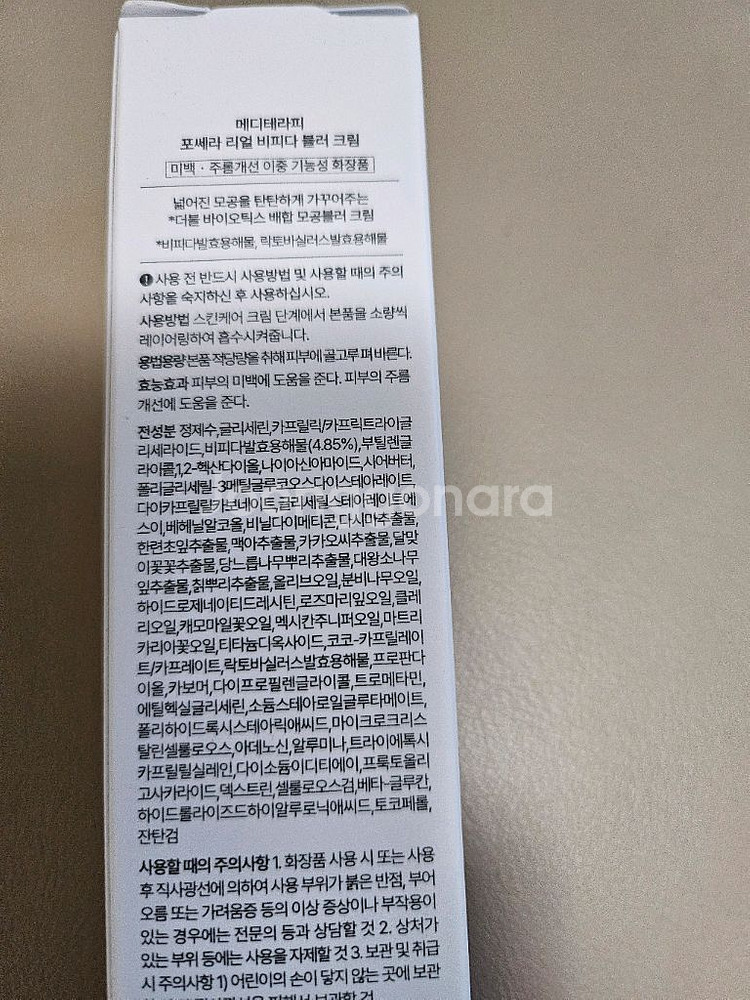 메디테라피
포쎄라 리얼 비피다 블러 크림
미백 · 주름개선 이중 기능성 화장품
넓어진 모공을 탄탄하게 가꾸어주는
*더블 바이오틱스 배합 모공블러 크림
*비피다발효용해물, 락토바실러스발효용해물
! 사용 전 반드시 사용방법 및 사용할 때의 주의
사항을 숙지하신 후 사용하십시오.
사용방법 스킨케어 크림 단계에서 본품을 소량씩
레이어링하여 흡수시켜줍니다.
용법용량 본품 적당량을 취해 피부에 골고루 펴 바른다.
효능효과 피부의 미백에 도움을 준다. 피부의 주름
개선에 도움을 준다.
전성분 정제수,글리세린,카프릴릭/카프릭트라이글
리세라이드,비피다발효용해물(4.85%),부틸렌글
라이콜,1,2-헥산다이올,나이아신아마이드,시어버터,
폴리글리세릴-3메틸글루코오스다이스테아레이트,
다이카프릴릴카보네이트,글리세릴스테아레이트에
스이,베헤닐알코올,비닐다이메티콘,다시마추출물,
한련초잎추출물,맥아추출물,카카오씨추출물,달맞
이꽃꽃추출물,당느릅나무뿌리추출물,대왕소나무
잎추출물,칡뿌리추출물,올리브오일,분비나무오일,
하이드로제네이티드레시틴,로즈마리잎오일,클레
리오일,캐모마일꽃오일,멕시칸주니퍼오일,마트리
카리아꽃오일,티타늄디옥사이드,코코-카프릴레이
트/카프레이트,락토바실러스발효용해물,프로판다
이올,카보머,다이프로필렌글라이콜,트로메타민,
에틸헥실글리세린,소듐스테아로일글루타메이트,
폴리하이드록시스테아릭애씨드,마이크로크리스
탈린셀룰로오스,아데노신,알루미나,트라이에톡시
카프릴릴실레인,다이소듐이디티에이,프룩토올리
고사카라이드,덱스트린,셀룰로오스검,베타-글루칸,
하이드롤라이즈드하이알루로닉애씨드,토코페롤,
잔탄검
사용할 때의 주의사항 1. 화장품 사용 시 또는 사용
후 직사광선에 의하여 사용 부위가 붉은 반점, 부어
오름 또는 가려움증 등의 이상 증상이나 부작용이
있는 경우에는 전문의 등과 상담할 것 2. 상처가
있는 부위 등에는 사용을 자제할 것 3. 보관 및 취급
시 주의사항 1) 어린이의 손이 닿지 않는 곳에 보관
피해서 보관할 것
onara